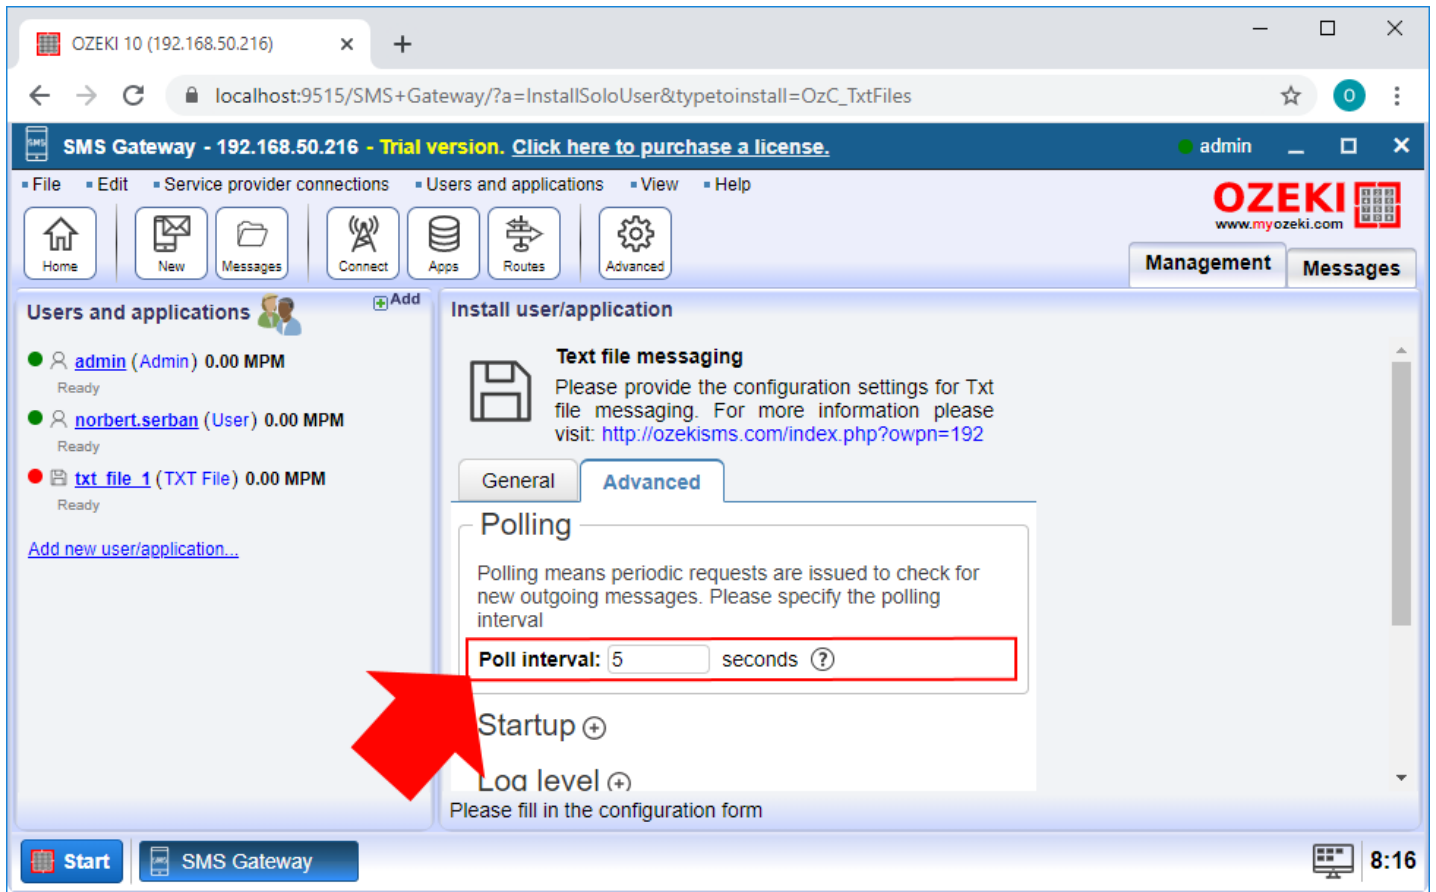 OZEKI 10 (192.168.50.216)
localhost:9515/SMS+Gateway/?a=InstallSoloUser&typetoinstall=OzC_TxtFiles
O
SMS
SMS Gateway - 192.168.50.216 - Trial version. Click here to purchase a license.
admin
File Edit Service provider connections Users and applications View Help
OZEKI
www.myozeki.com
Home New Messages Connect Apps Routes Advanced
Management Messages
Users and applications
Add
admin (Admin) 0.00 MPM
Ready
norbert.serban (User) 0.00 MPM
Ready
txt_file_1 (TXT File) 0.00 MPM
Ready
Add new user/application...
Install user/application
Text file messaging
Please provide the configuration settings for Txt
file messaging. For more information please
visit: http://ozekisms.com/index.php?owpn=192
General Advanced
Polling
Polling means periodic requests are issued to check for
new outgoing messages. Please specify the polling
interval
Poll interval: 5 seconds ?
Startup
Log level
Please fill in the configuration form
Start
SMS Gateway
8:16